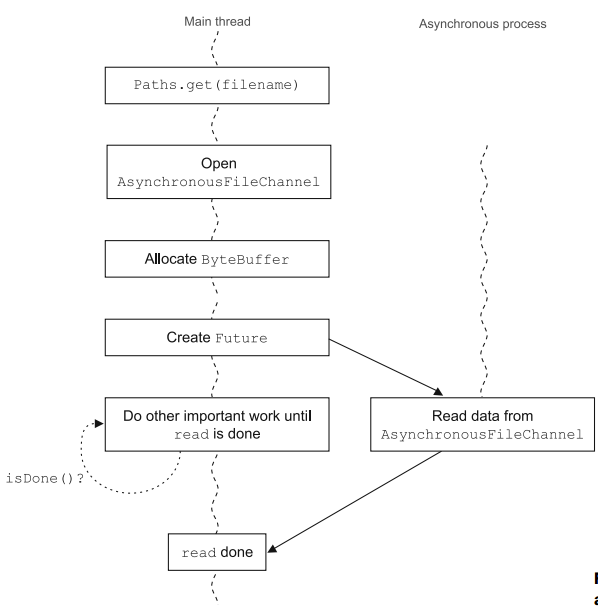 Main thread
Asynchronous process
Paths.get(filename)
Open
AsynchronousFileChannel
Allocate ByteBuffer
Create Future
Do other important work until
read is done
Read data from
AsynchronousFileChannel
isDone()?
read done